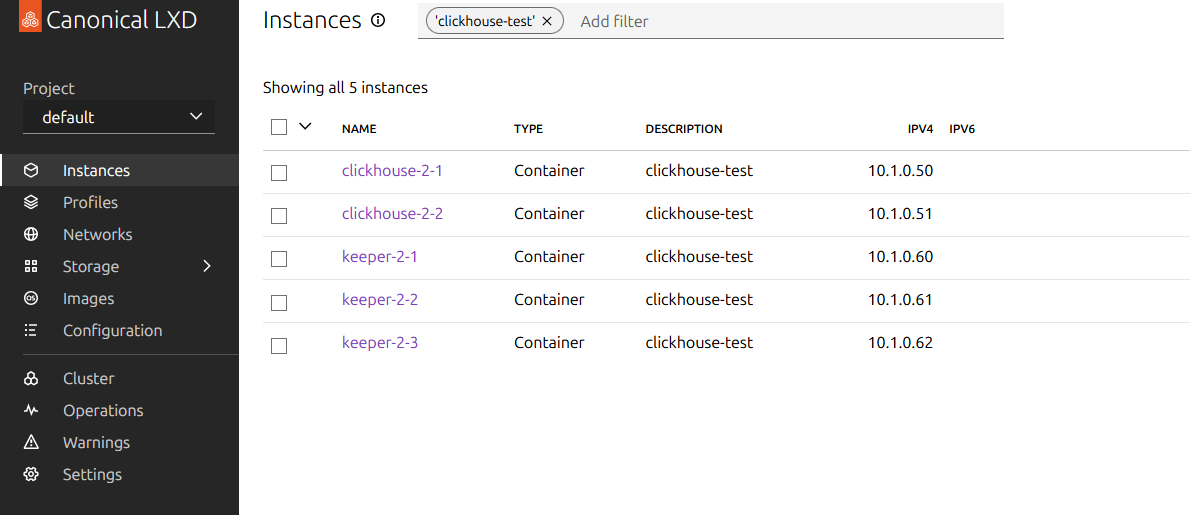 Canonical LXD
Project
default
Instances
Profiles
Networks
Storage
Images
Configuration
Cluster
Operations
Warnings
Settings
Instances 'clickhouse-test' Add filter
Showing all 5 instances
NAME TYPE DESCRIPTION IPV4 IPV6
clickhouse-2-1 Container clickhouse-test 10.1.0.50
clickhouse-2-2 Container clickhouse-test 10.1.0.51
keeper-2-1 Container clickhouse-test 10.1.0.60
keeper-2-2 Container clickhouse-test 10.1.0.61
keeper-2-3 Container clickhouse-test 10.1.0.62